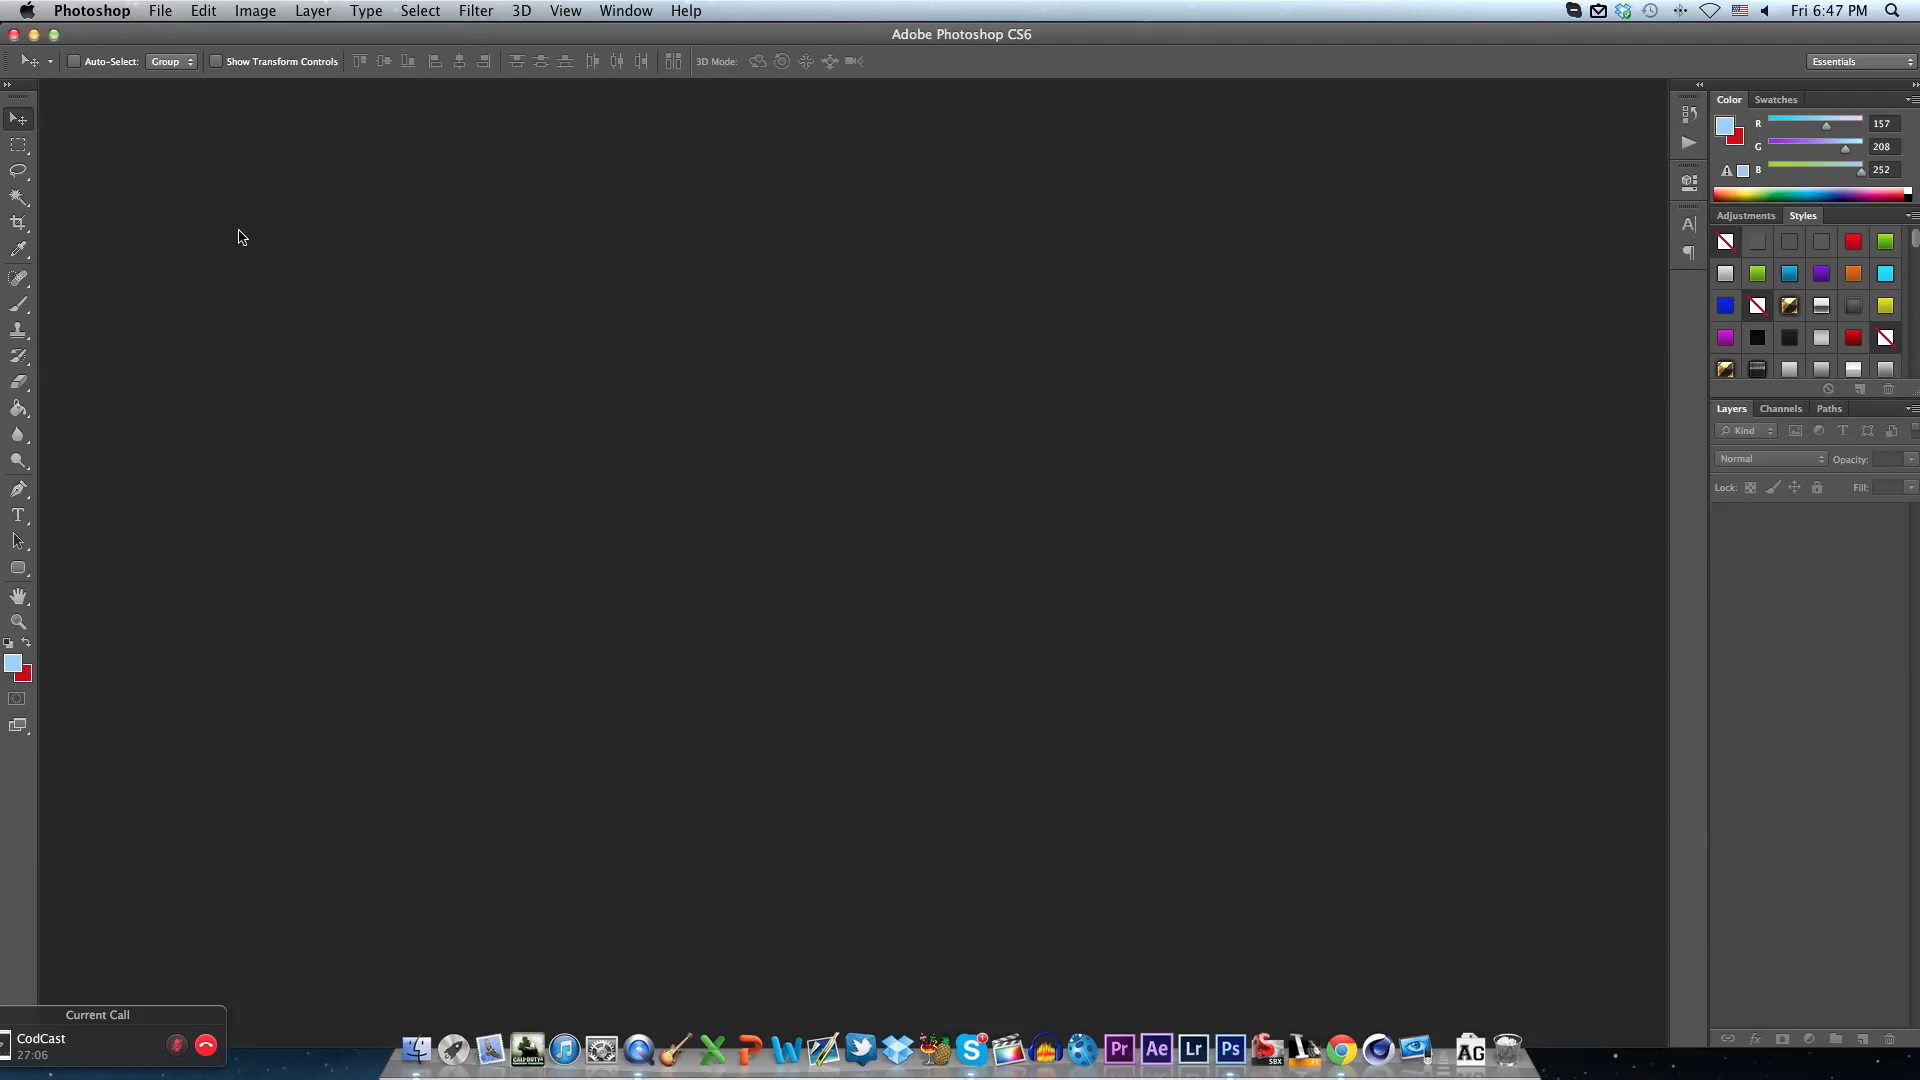 Photoshop File Edit Image Layer Type Select Filter 3D View Window Help Fri 6:47 PM
Adobe Photoshop CS6
Auto-Select: Group Show Transform Controls 3D Mode: Essentials
Color Swatches
R 157
G 208
B 252
Adjustments Styles
Layers Channels Paths
Kind
Normal Opacity:
Lock: Fill:
Current Call
CodCast
27:06
Pr Ae Lr Ps SBX AG